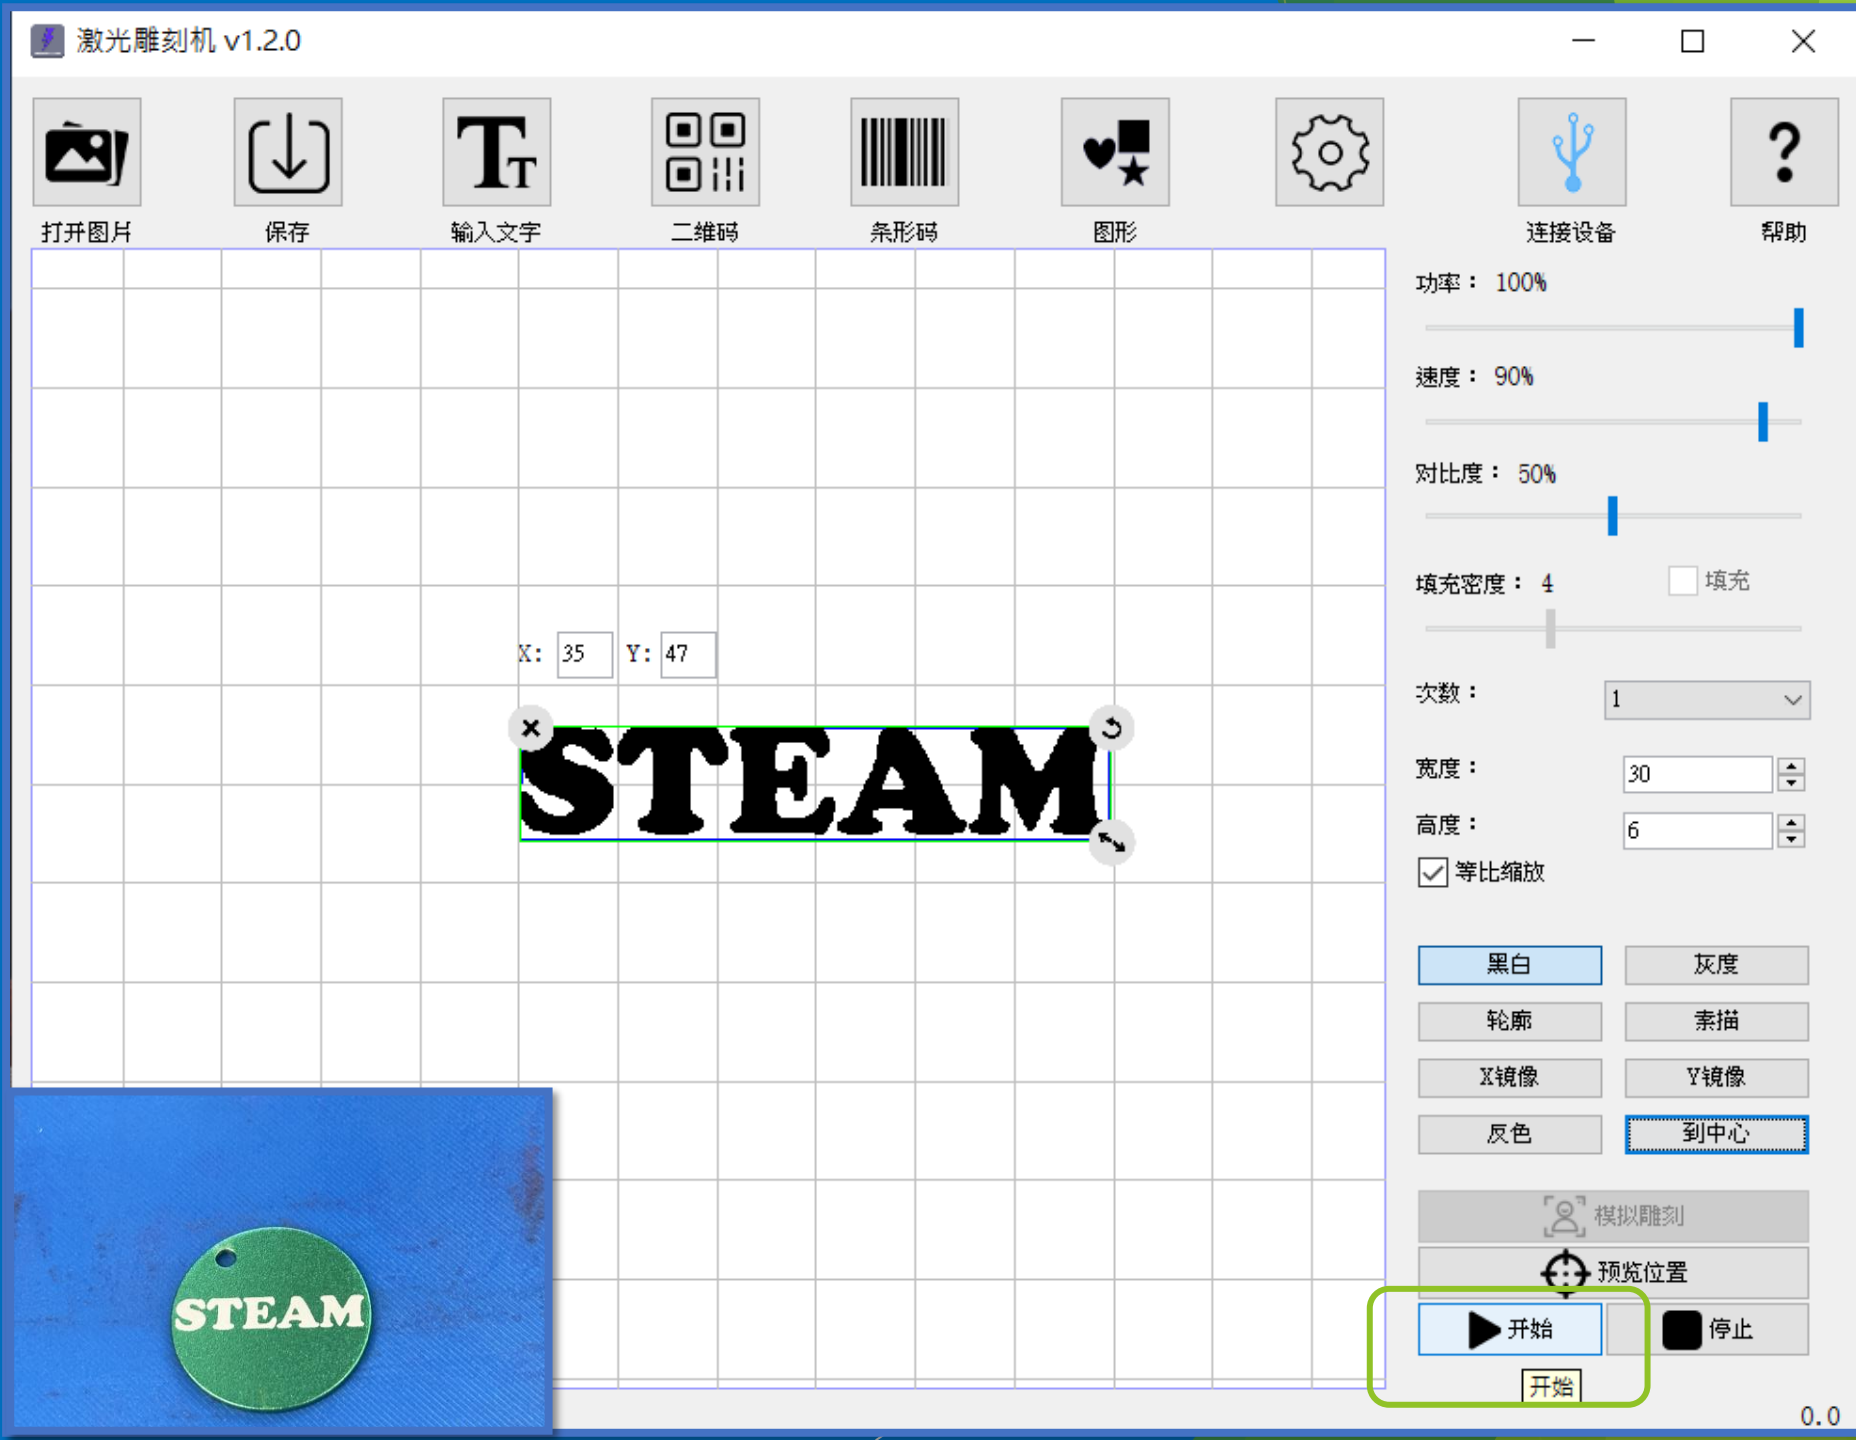 激光雕刻机 v1.2.0
打开图片
保存
输入文字
二维码
条形码
图形
连接设备
帮助
功率： 100%
速度： 90%
对比度： 50%
填充密度： 4
填充
X: 35 Y: 47
STEAM
次数： 1
宽度： 30
高度： 6
等比缩放
黑白
灰度
轮廓
素描
X镜像
Y镜像
反色
到中心
模拟雕刻
预览位置
开始
停止
开始
0.0
STEAM